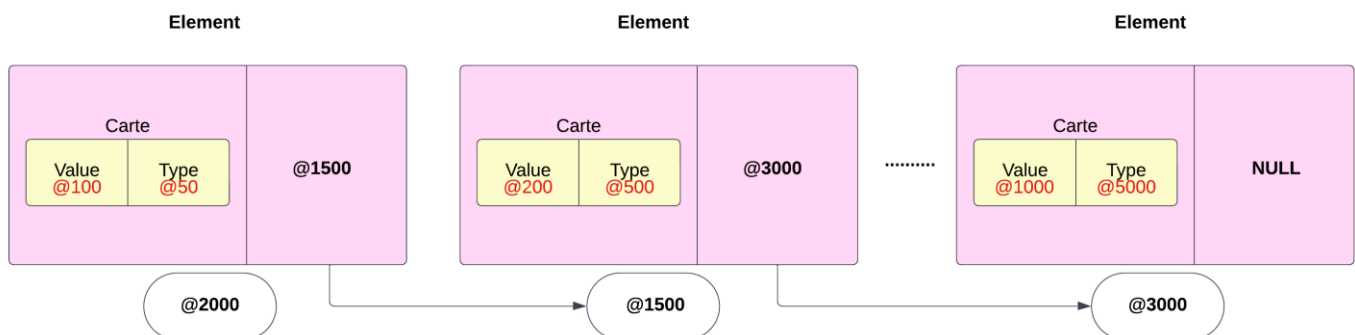 Element
Element
Element
Carte
Value
@100
Type
@50
@1500
Carte
Value
@200
Type
@500
@3000
..........
Carte
Value
@1000
Type
@5000
NULL
@2000
@1500
@3000